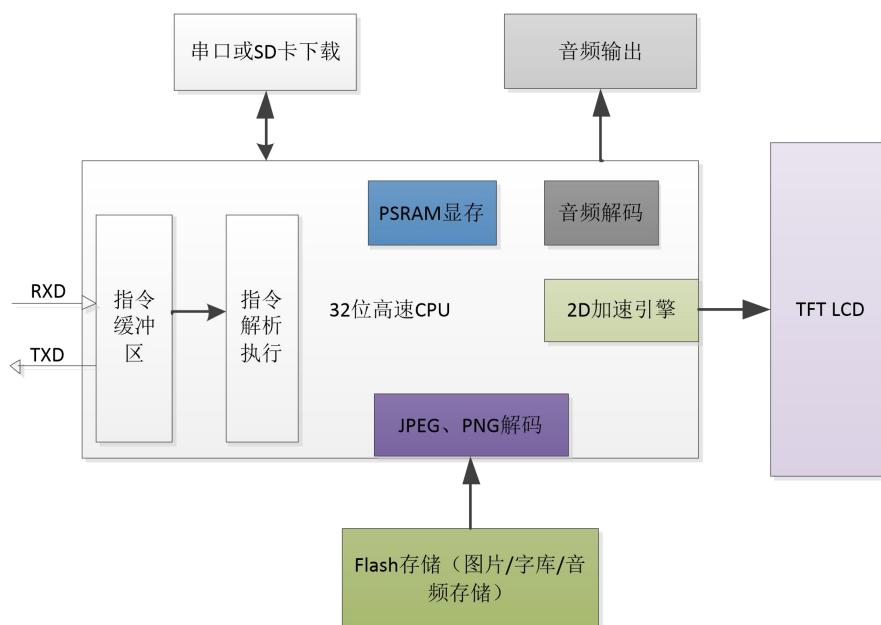 串口或SD卡下载
音频输出
PSRAM显存
音频解码
RXD
TXD
指令
缓冲
区
指令
解析
执行
32位高速CPU
2D加速引擎
TFT LCD
JPEG、PNG解码
Flash存储（图片/字库/音
频存储）